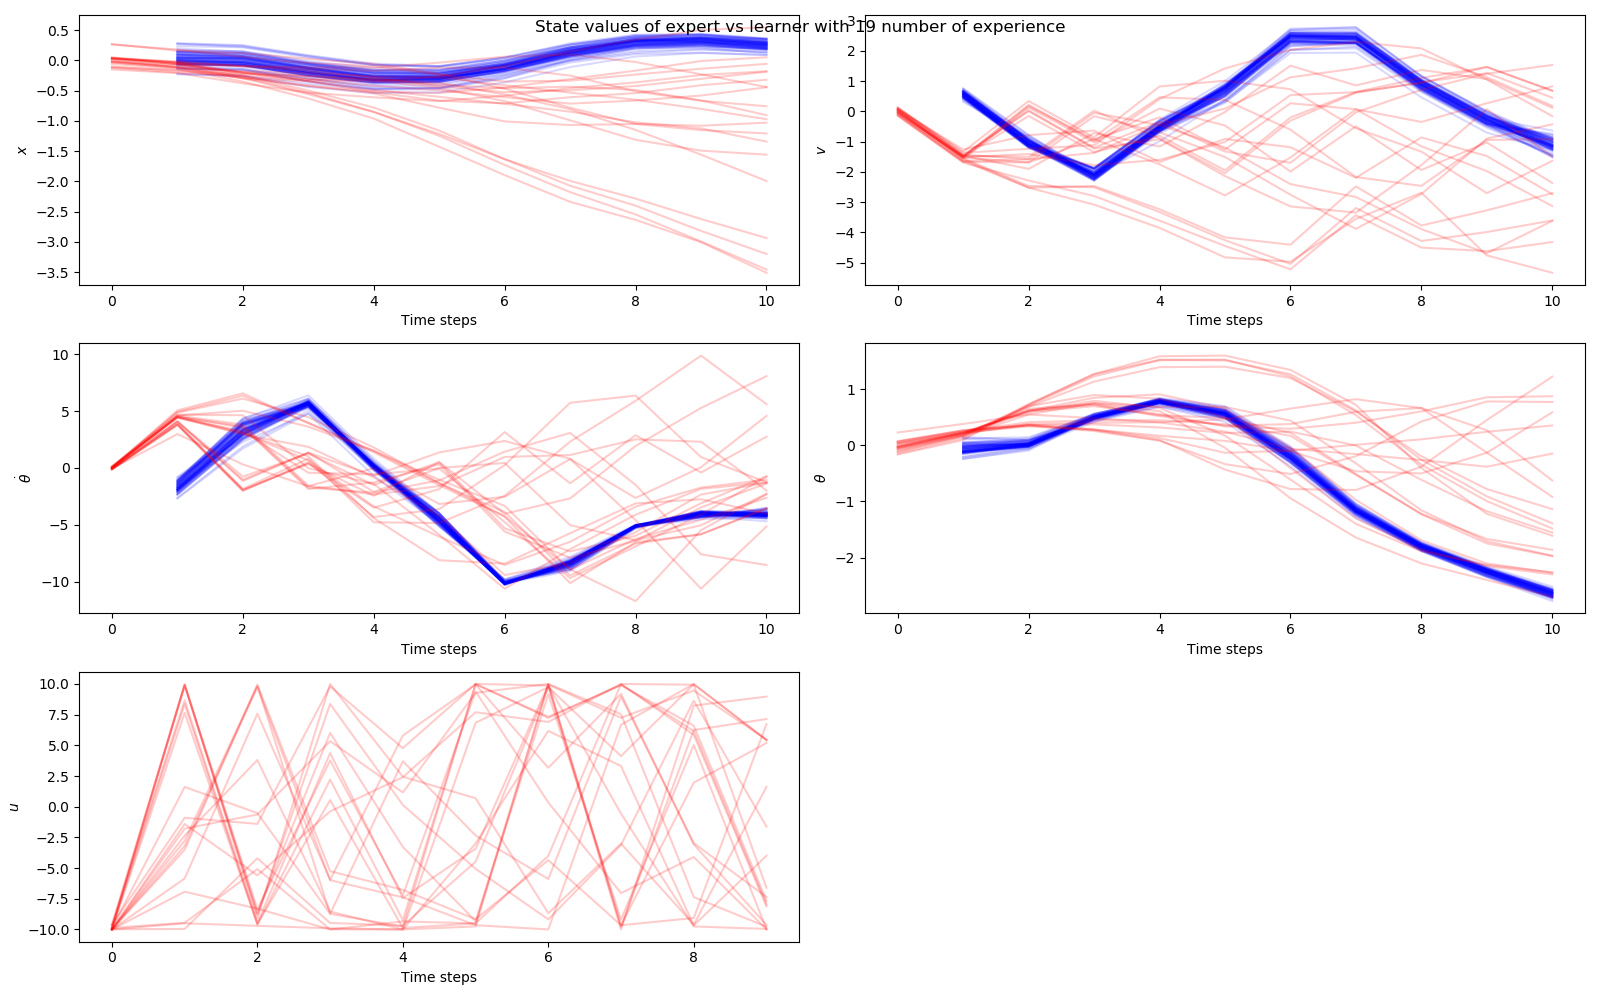 State values of expert vs learner with 19 number of experience
0.5
0.0
−0.5
−1.0
−1.5
−2.0
−2.5
−3.0
−3.5
x
0 2 4 6 8 10
Time steps
3
2
1
0
−1
−2
−3
−4
−5
v
0 2 4 6 8 10
Time steps
10
5
0
−5
−10
θ̇
0 2 4 6 8 10
Time steps
1
0
−1
−2
θ
0 2 4 6 8 10
Time steps
10.0
7.5
5.0
2.5
0.0
−2.5
−5.0
−7.5
−10.0
u
0 2 4 6 8
Time steps